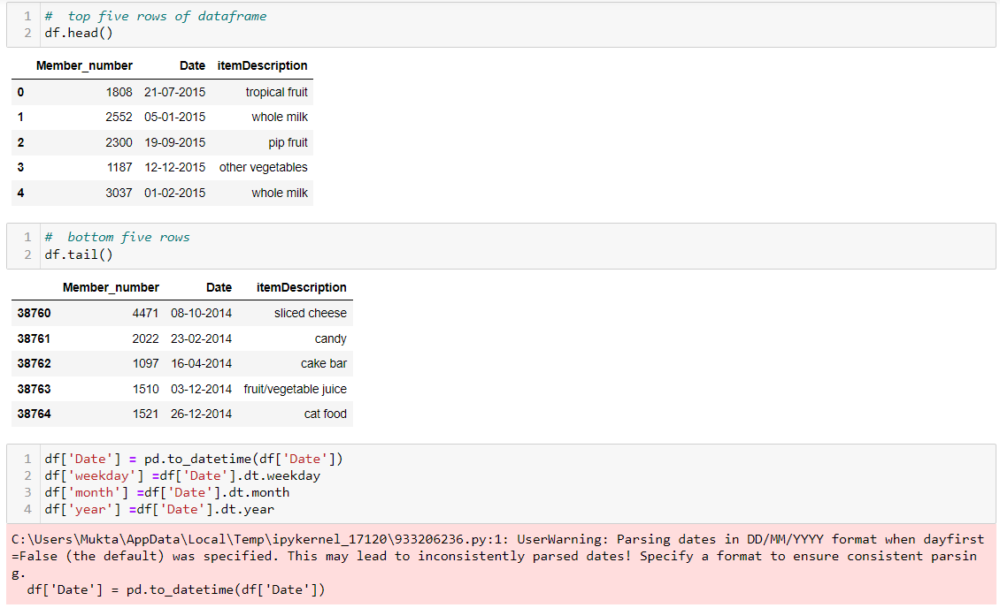 1 #  top five rows of dataframe
2 df.head()
Member_number Date itemDescription
0 1808 21-07-2015 tropical fruit
1 2552 05-01-2015 whole milk
2 2300 19-09-2015 pip fruit
3 1187 12-12-2015 other vegetables
4 3037 01-02-2015 whole milk
1 #  bottom five rows
2 df.tail()
Member_number Date itemDescription
38760 4471 08-10-2014 sliced cheese
38761 2022 23-02-2014 candy
38762 1097 16-04-2014 cake bar
38763 1510 03-12-2014 fruit/vegetable juice
38764 1521 26-12-2014 cat food
1 df['Date'] = pd.to_datetime(df['Date'])
2 df['weekday'] =df['Date'].dt.weekday
3 df['month'] =df['Date'].dt.month
4 df['year'] =df['Date'].dt.year
C:\Users\Mukta\AppData\Local\Temp\ipykernel_17120\933206236.py:1: UserWarning: Parsing dates in DD/MM/YYYY format when dayfirst
=False (the default) was specified. This may lead to inconsistently parsed dates! Specify a format to ensure consistent parsin
g.
  df['Date'] = pd.to_datetime(df['Date'])